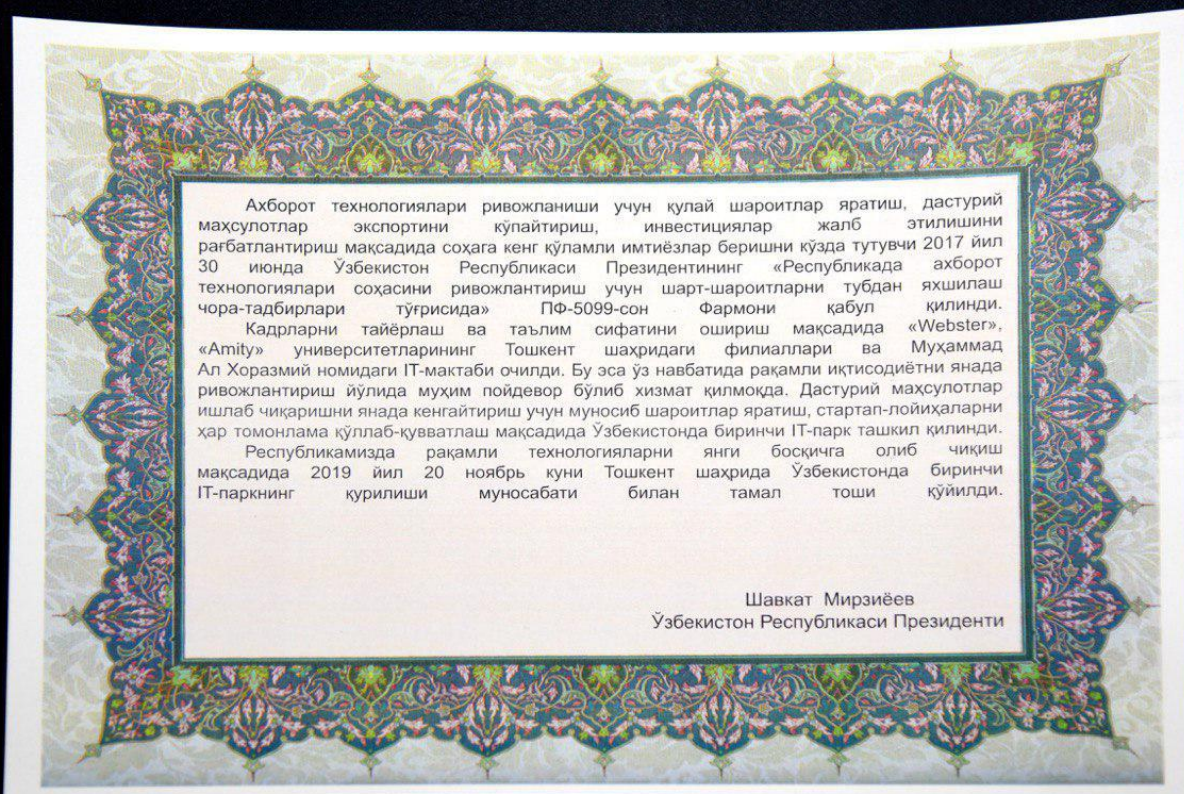 Ахборот технологиялари ривожланиши учун қулай шароитлар яратиш, дастурий
маҳсулотлар экспортини кўпайтириш, инвестициялар жалб этилишини
рағбатлантириш мақсадида соҳага кенг қўламли имтиёзлар беришни кўзда тутувчи 2017 йил
30 июнда Ўзбекистон Республикаси Президентининг «Республикада ахборот
технологиялари соҳасини ривожлантириш учун шарт-шароитларни тубдан яхшилаш
чора-тадбирлари тўғрисида» ПФ-5099-сон Фармони қабул қилинди.
Кадрларни тайёрлаш ва таълим сифатини ошириш мақсадида «Webster»,
«Amity» университетларининг Тошкент шаҳридаги филиаллари ва Муҳаммад
Ал Хоразмий номидаги IT-мактаби очилди. Бу эса ўз навбатида рақамли иқтисодиётни янада
ривожлантириш йўлида муҳим пойдевор бўлиб хизмат қилмоқда. Дастурий маҳсулотлар
ишлаб чиқаришни янада кенгайтириш учун муносиб шароитлар яратиш, стартап-лойиҳаларни
ҳар томонлама қўллаб-қувватлаш мақсадида Ўзбекистонда биринчи IT-парк ташкил қилинди.
Республикамизда рақамли технологияларни янги босқичга олиб чиқиш
мақсадида 2019 йил 20 ноябрь куни Тошкент шаҳрида Ўзбекистонда биринчи
IT-паркнинг қурилиши муносабати билан тамал тоши қўйилди.
Шавкат Мирзиёев
Ўзбекистон Республикаси Президенти